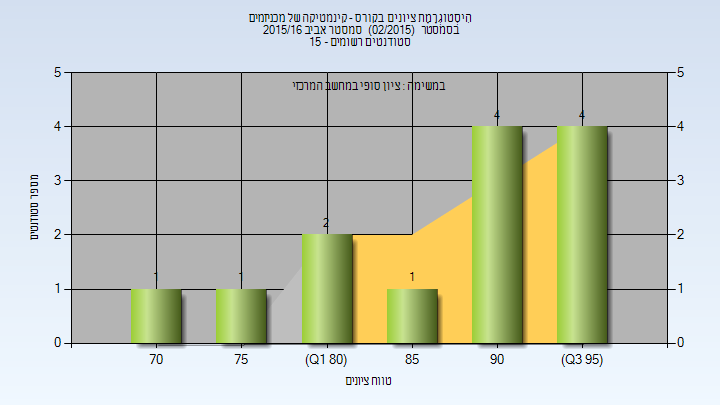 היסטוגרמת ציונים בקורס - קינמטיקה של מכניזמים
בסמסטר (02/2015) סמסטר אביב 2015/16
סטודנטים רשומים - 15
במשימה : ציון סופי במחשב המרכזי
מספר סטודנטים
5
4
3
2
1
0
5
4
3
2
1
0
1
1
2
1
4
4
70
75
(Q1 80)
85
90
(Q3 95)
טווח ציונים